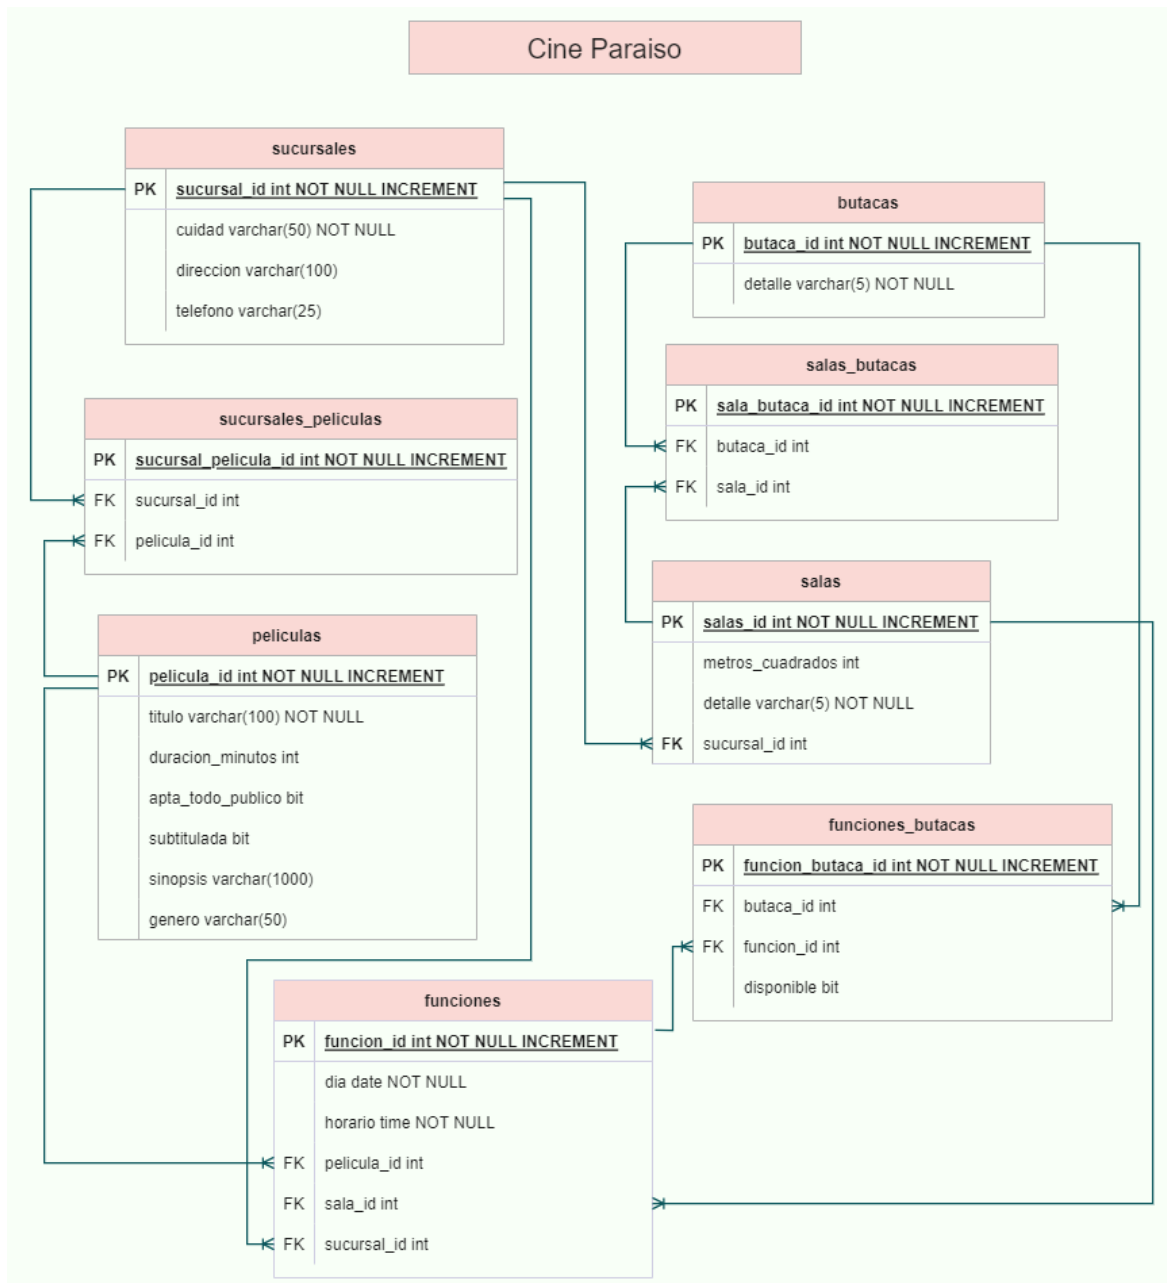 Cine Paraiso
sucursales
PK sucursal_id int NOT NULL INCREMENT
cuidad varchar(50) NOT NULL
direccion varchar(100)
telefono varchar(25)
sucursales_peliculas
PK sucursal_pelicula_id int NOT NULL INCREMENT
FK sucursal_id int
FK pelicula_id int
peliculas
PK pelicula_id int NOT NULL INCREMENT
titulo varchar(100) NOT NULL
duracion_minutos int
apta_todo_publico bit
subtitulada bit
sinopsis varchar(1000)
genero varchar(50)
butacas
PK butaca_id int NOT NULL INCREMENT
detalle varchar(5) NOT NULL
salas_butacas
PK sala_butaca_id int NOT NULL INCREMENT
FK butaca_id int
FK sala_id int
salas
PK salas_id int NOT NULL INCREMENT
metros_cuadrados int
detalle varchar(5) NOT NULL
FK sucursal_id int
funciones_butacas
PK funcion_butaca_id int NOT NULL INCREMENT
FK butaca_id int
FK funcion_id int
disponible bit
funciones
PK funcion_id int NOT NULL INCREMENT
dia date NOT NULL
horario time NOT NULL
FK pelicula_id int
FK sala_id int
FK sucursal_id int